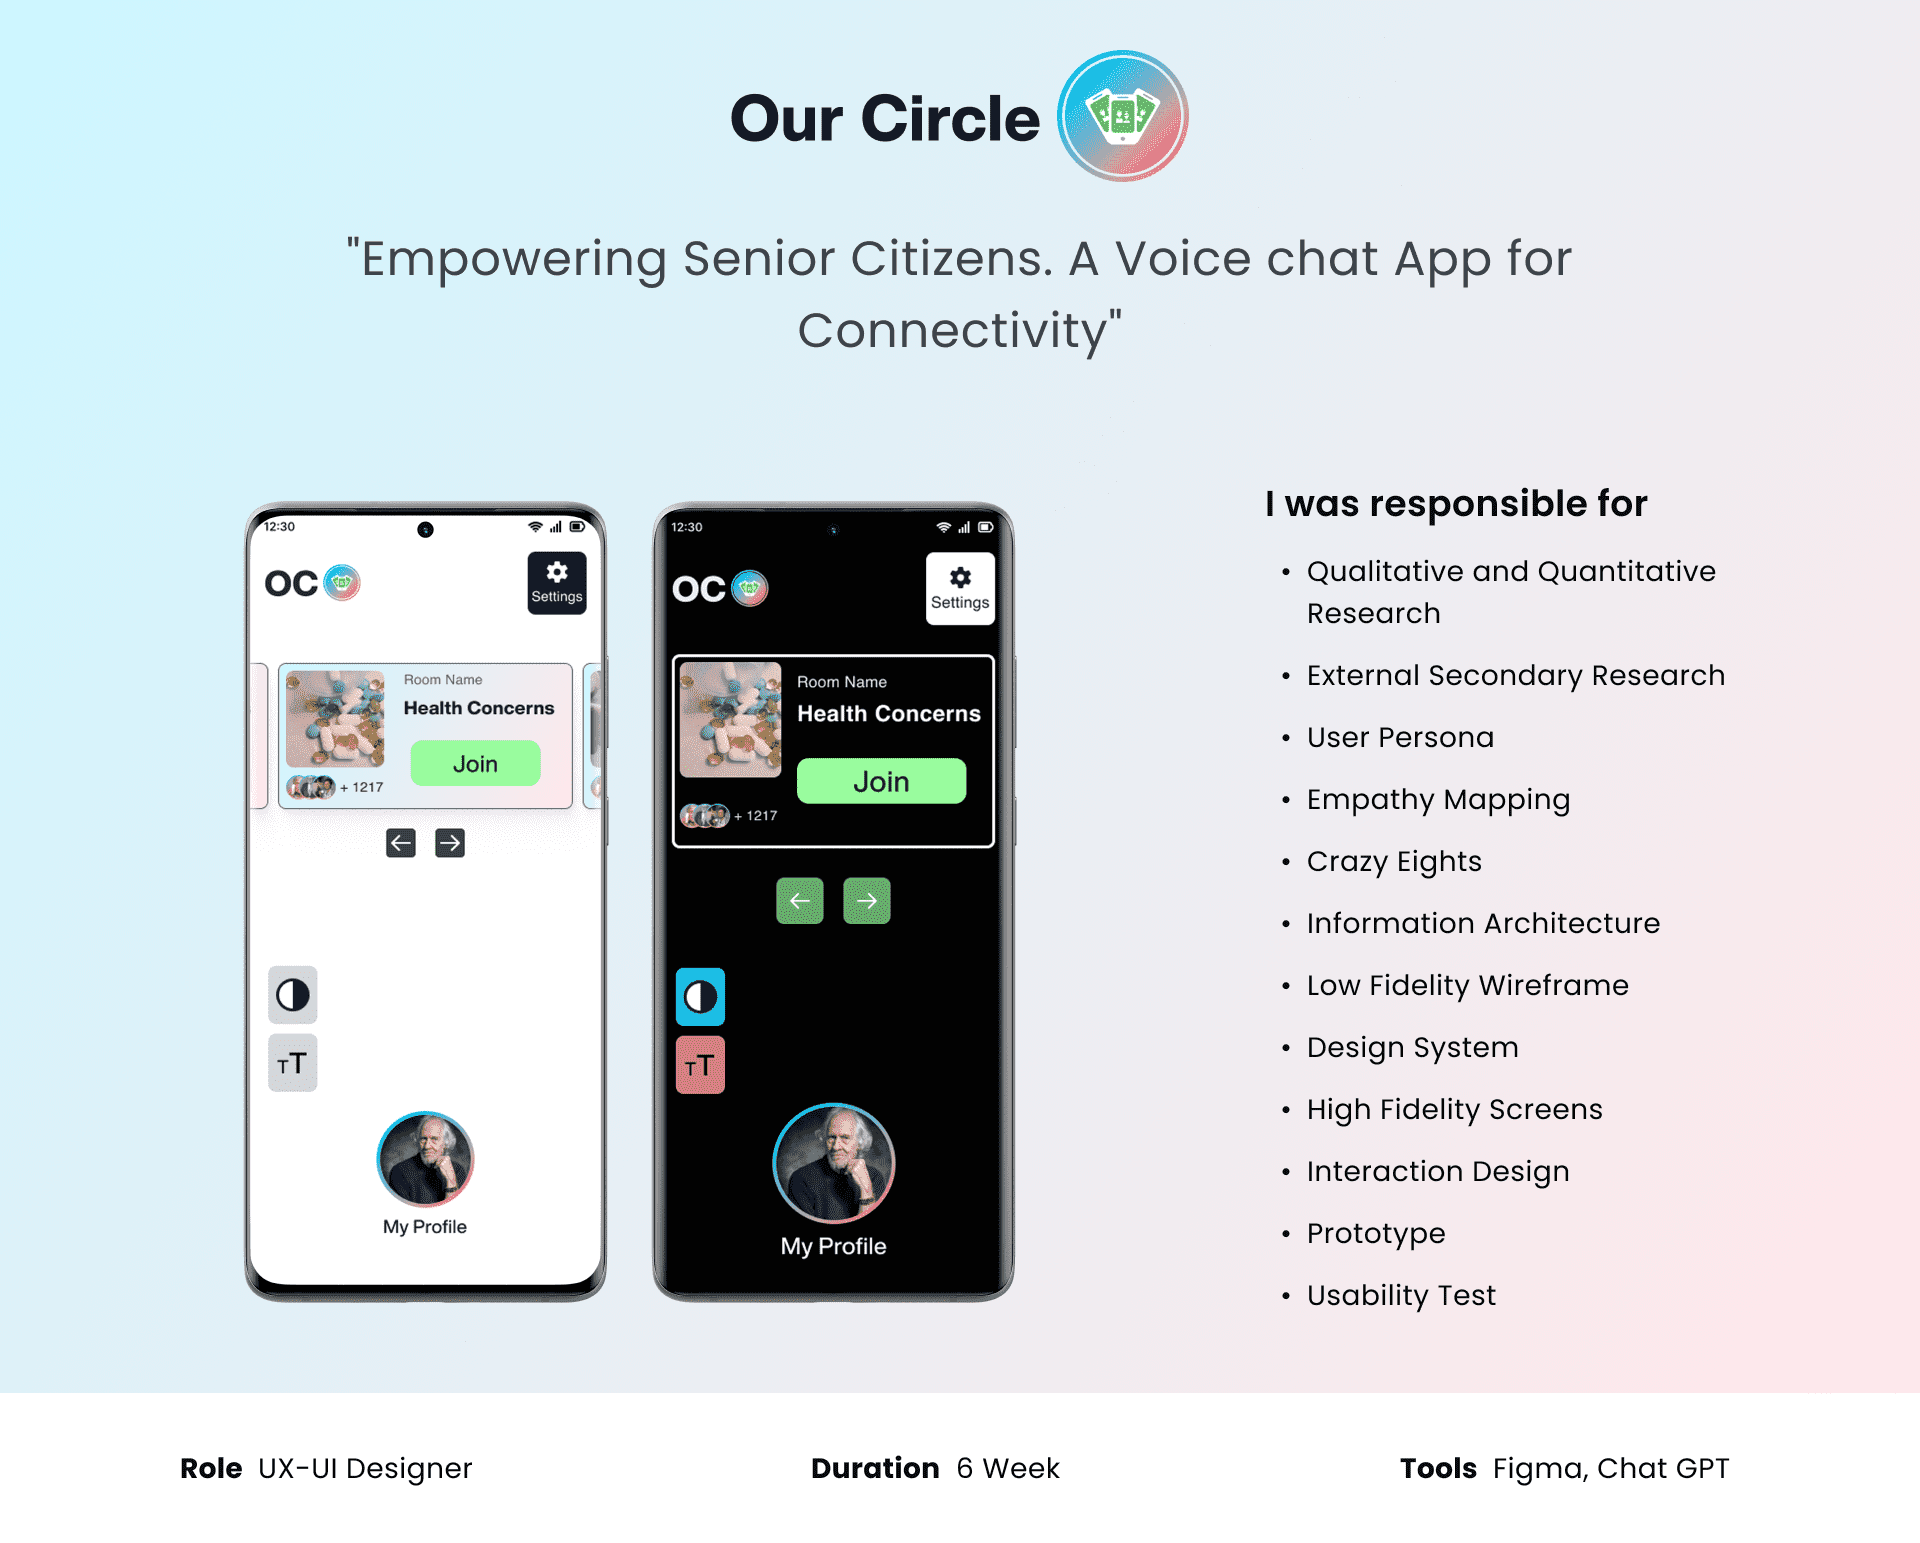 Our Circle
"Empowering Senior Citizens. A Voice chat App for
Connectivity"
12:30
OC
Settings
Room Name
Health Concerns
Join
+ 1217
TT
My Profile
12:30
OC
Settings
Room Name
Health Concerns
Join
+ 1217
TT
My Profile
I was responsible for
• Qualitative and Quantitative
Research
• External Secondary Research
• User Persona
• Empathy Mapping
• Crazy Eights
• Information Architecture
• Low Fidelity Wireframe
• Design System
• High Fidelity Screens
• Interaction Design
• Prototype
• Usability Test
Role UX-UI Designer
Duration 6 Week
Tools Figma, Chat GPT